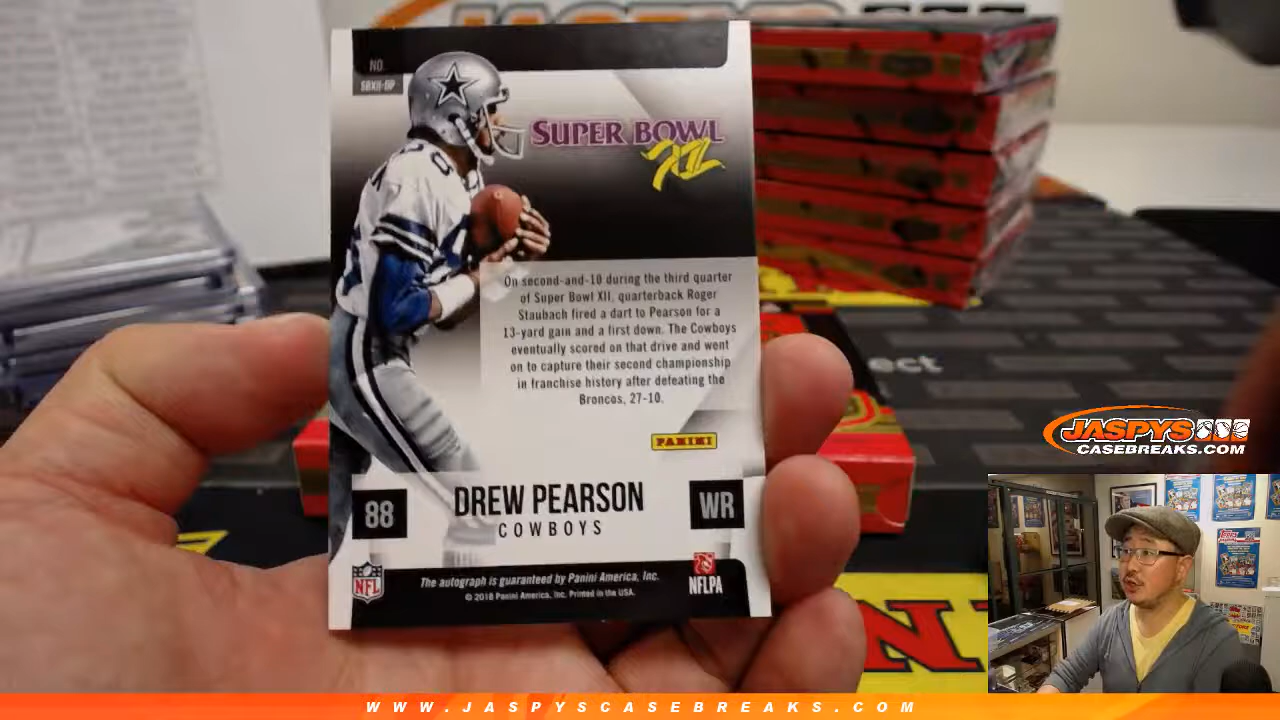 NO.
SBXII-DP
SUPER BOWL
XII
On second-and-10 during the third quarter
of Super Bowl XII, quarterback Roger
Staubach fired a dart to Pearson for a
13-yard gain and a first down. The Cowboys
eventually scored on that drive and went
on to capture their second championship
in franchise history after defeating the
Broncos, 27-10.
PANINI
88
DREW PEARSON
WR
COWBOYS
NFL
The autograph is guaranteed by Panini America, Inc.
© 2018 Panini America, Inc. Printed in the USA.
NFLPA
ect
JASPYS
CASEBREAKS.COM
WWW.JASPYSCASEBREAKS.COM